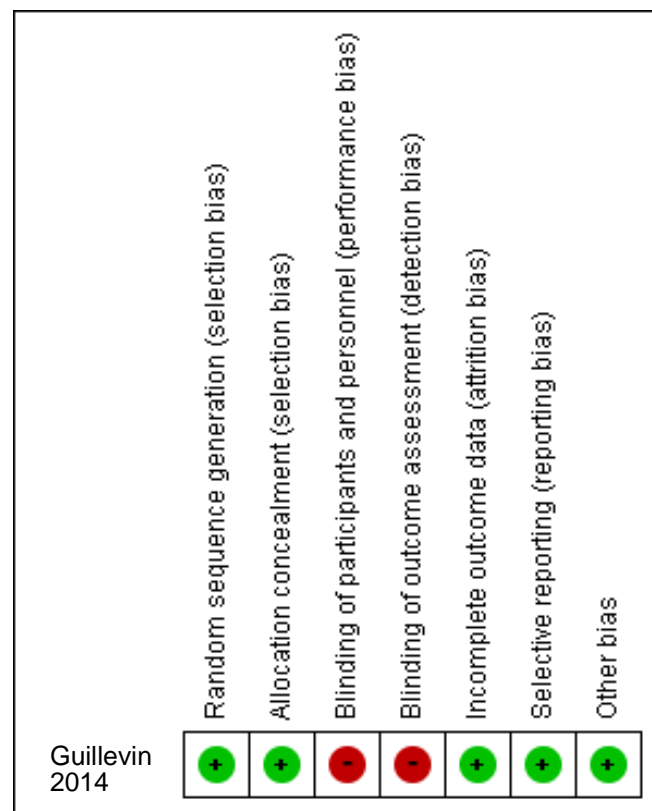 Random sequence generation (selection bias)
Allocation concealment (selection bias)
Blinding of participants and personnel (performance bias)
Blinding of outcome assessment (detection bias)
Incomplete outcome data (attrition bias)
Selective reporting (reporting bias)
Other bias
Guillevin
2014
+ + - - + + +